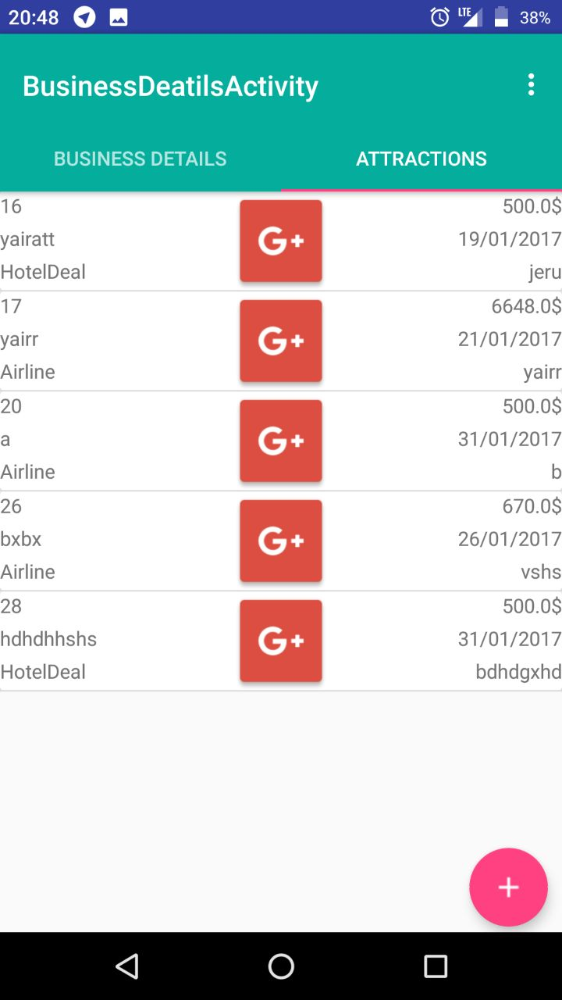 20:48 LTE 38%
BusinessDeatilsActivity
BUSINESS DETAILS ATTRACTIONS
16 500.0$
yairatt G+ 19/01/2017
HotelDeal jeru
17 6648.0$
yairr G+ 21/01/2017
Airline yairr
20 500.0$
a G+ 31/01/2017
Airline b
26 670.0$
bxbx G+ 26/01/2017
Airline vshs
28 500.0$
hdhdhhshs G+ 31/01/2017
HotelDeal bdhdgxhd
+